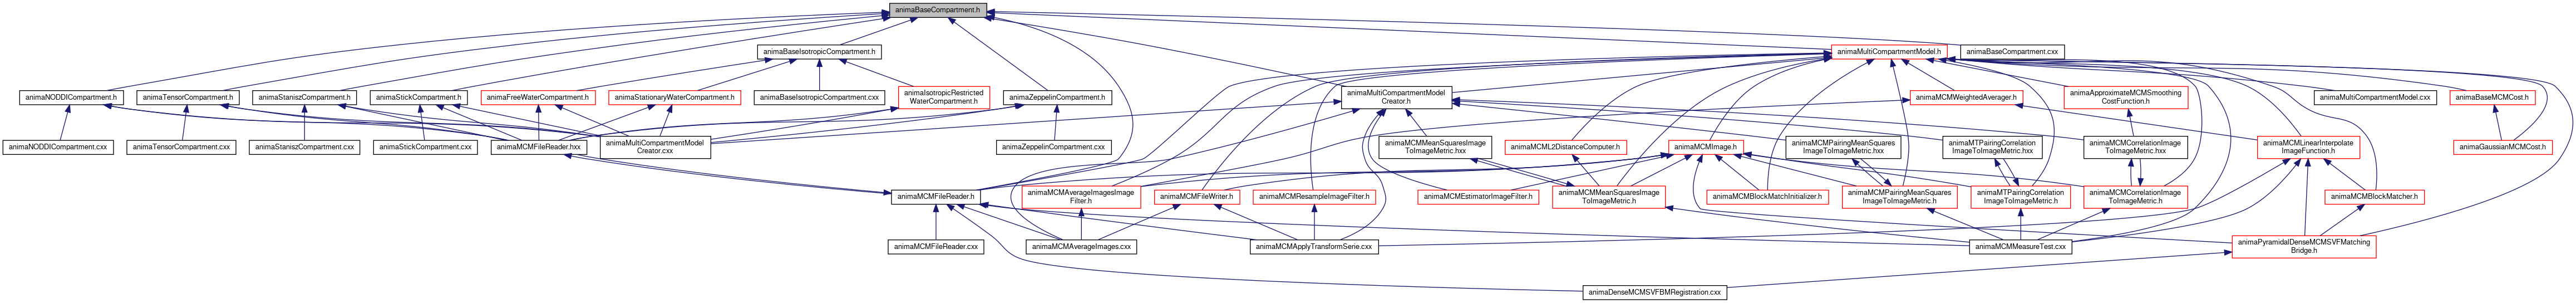 animaBaseCompartment.h
animaBaseIsotropicCompartment.h
animaMultiCompartmentModel.h
animaBaseCompartment.cxx
animaNODDICompartment.h
animaTensorCompartment.h
animaStaniszCompartment.h
animaStickCompartment.h
animaFreeWaterCompartment.h
animaStationaryWaterCompartment.h
animaBaseIsotropicCompartment.cxx
animaIsotropicRestricted
WaterCompartment.h
animaZeppelinCompartment.h
animaMultiCompartmentModel
Creator.h
animaMCMWeightedAverager.h
animaApproximateMCMSmoothing
CostFunction.h
animaMultiCompartmentModel.cxx
animaBaseMCMCost.h
animaNODDICompartment.cxx
animaTensorCompartment.cxx
animaStaniszCompartment.cxx
animaStickCompartment.cxx
animaMCMFileReader.hxx
animaMultiCompartmentModel
Creator.cxx
animaZeppelinCompartment.cxx
animaMCMMeanSquaresImage
ToImageMetric.hxx
animaMCML2DistanceComputer.h
animaMCMImage.h
animaMCMPairingMeanSquares
ImageToImageMetric.hxx
animaMTPairingCorrelation
ImageToImageMetric.hxx
animaMCMCorrelationImage
ToImageMetric.hxx
animaMCMLinearInterpolate
ImageFunction.h
animaGaussianMCMCost.h
animaMCMFileReader.h
animaMCMAverageImagesImage
Filter.h
animaMCMFileWriter.h
animaMCMResampleImageFilter.h
animaMCMEstimatorImageFilter.h
animaMCMMeanSquaresImage
ToImageMetric.h
animaMCMBlockMatchInitializer.h
animaMCMPairingMeanSquares
ImageToImageMetric.h
animaMTPairingCorrelation
ImageToImageMetric.h
animaMCMCorrelationImage
ToImageMetric.h
animaMCMBlockMatcher.h
animaMCMFileReader.cxx
animaMCMAverageImages.cxx
animaMCMApplyTransformSerie.cxx
animaMCMMeasureTest.cxx
animaPyramidalDenseMCMSVFMatching
Bridge.h
animaDenseMCMSVFBMRegistration.cxx